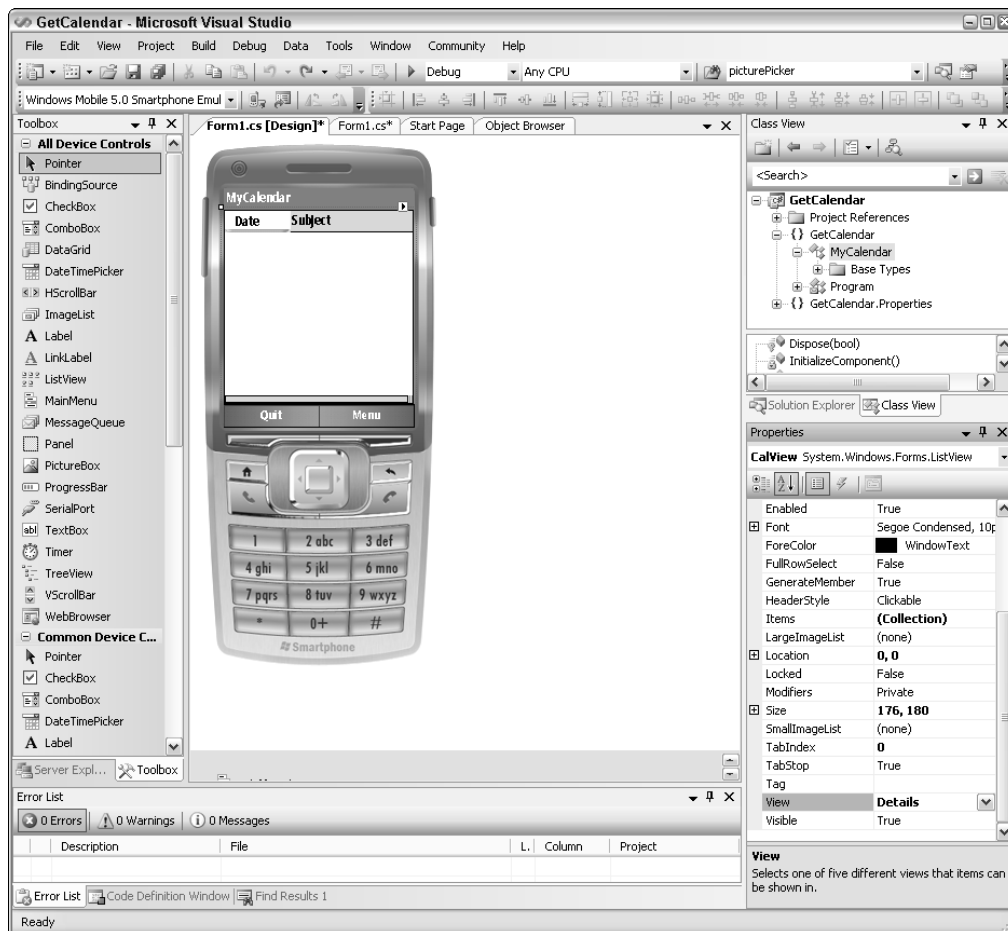 GetCalendar - Microsoft Visual Studio
File Edit View Project Build Debug Data Tools Window Community Help
Debug Any CPU picturePicker
Windows Mobile 5.0 Smartphone Emul
Toolbox
All Device Controls
Pointer
BindingSource
CheckBox
ComboBox
DataGrid
DateTimePicker
HScrollBar
ImageList
Label
LinkLabel
ListView
MainMenu
MessageQueue
Panel
PictureBox
ProgressBar
SerialPort
TextBox
Timer
TreeView
VScrollBar
WebBrowser
Common Device C...
Pointer
CheckBox
ComboBox
DateTimePicker
Label
Server Expl... Toolbox
Form1.cs [Design]* Form1.cs* Start Page Object Browser
MyCalendar
Date Subject
Quit Menu
1 2 abc 3 def
4 ghi 5 jkl 6 mno
7 pqrs 8 tuv 9 wxyz
* 0+ #
Smartphone
Class View
<Search>
GetCalendar
Project References
{} GetCalendar
MyCalendar
Base Types
Program
{} GetCalendar.Properties
Dispose(bool)
InitializeComponent()
Solution Explorer Class View
Properties
CalView System.Windows.Forms.ListView
Enabled True
Font Segoe Condensed, 10p
ForeColor WindowText
FullRowSelect False
GenerateMember True
HeaderStyle Clickable
Items (Collection)
LargeImageList (none)
Location 0, 0
Locked False
Modifiers Private
Size 176, 180
SmallImageList (none)
TabIndex 0
TabStop True
Tag
View Details
Visible True
View
Selects one of five different views that items can
be shown in.
Error List
0 Errors 0 Warnings 0 Messages
Description File L. Column Project
Error List Code Definition Window Find Results 1
Ready